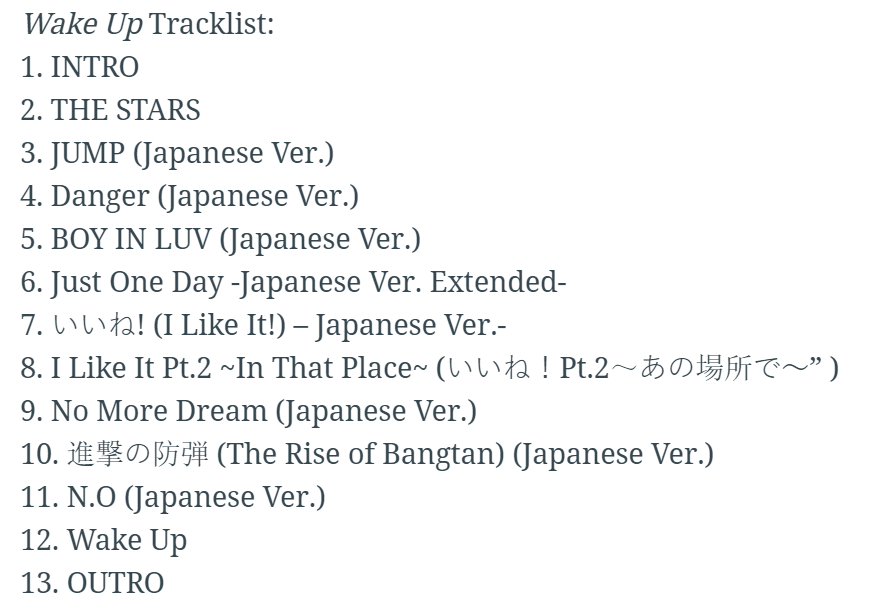 Wake Up Tracklist:
1. INTRO
2. THE STARS
3. JUMP (Japanese Ver.)
4. Danger (Japanese Ver.)
5. BOY IN LUV (Japanese Ver.)
6. Just One Day -Japanese Ver. Extended-
7. いいね! (I Like It!) – Japanese Ver.-
8. I Like It Pt.2 ~In That Place~ (いいね！Pt.2～あの場所で～” )
9. No More Dream (Japanese Ver.)
10. 進撃の防弾 (The Rise of Bangtan) (Japanese Ver.)
11. N.O (Japanese Ver.)
12. Wake Up
13. OUTRO